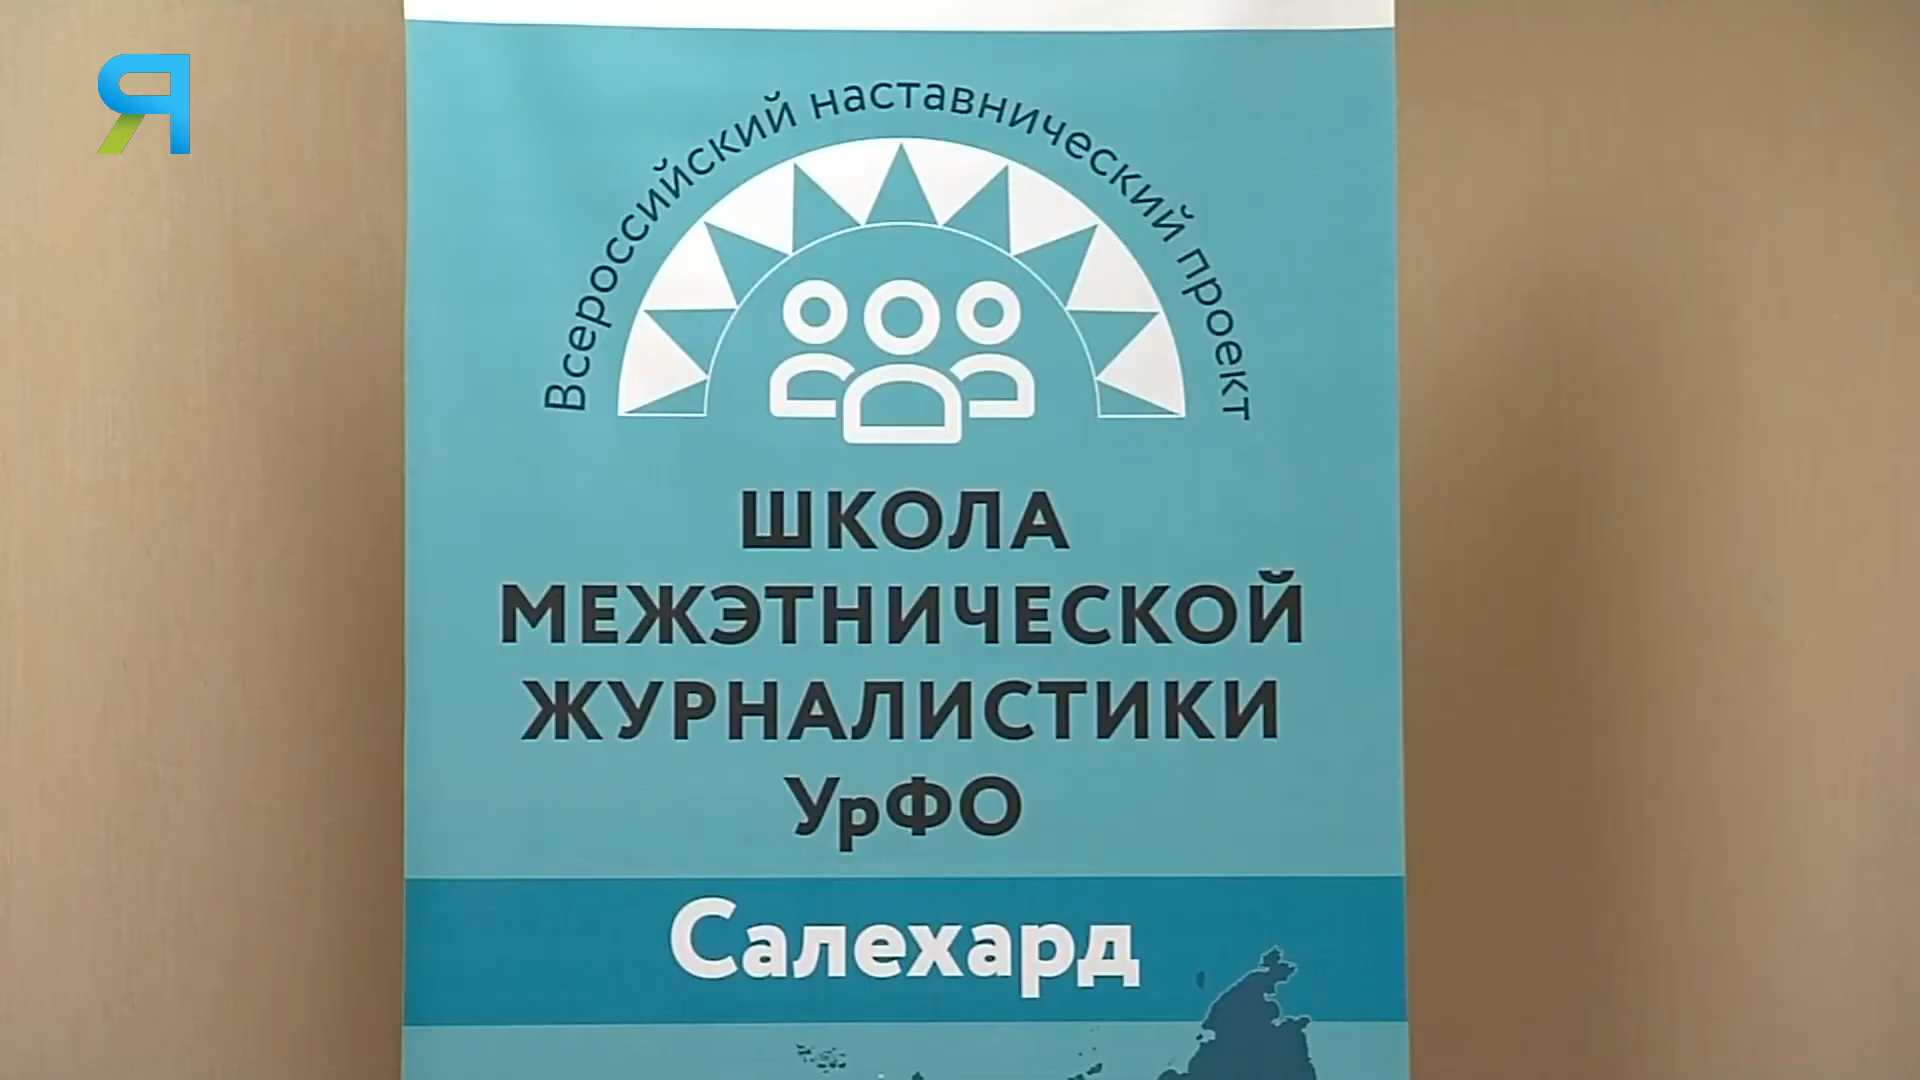 Я
Всероссийский наставнический проект
ШКОЛА
МЕЖЭТНИЧЕСКОЙ
ЖУРНАЛИСТИКИ
УрФО
Салехард